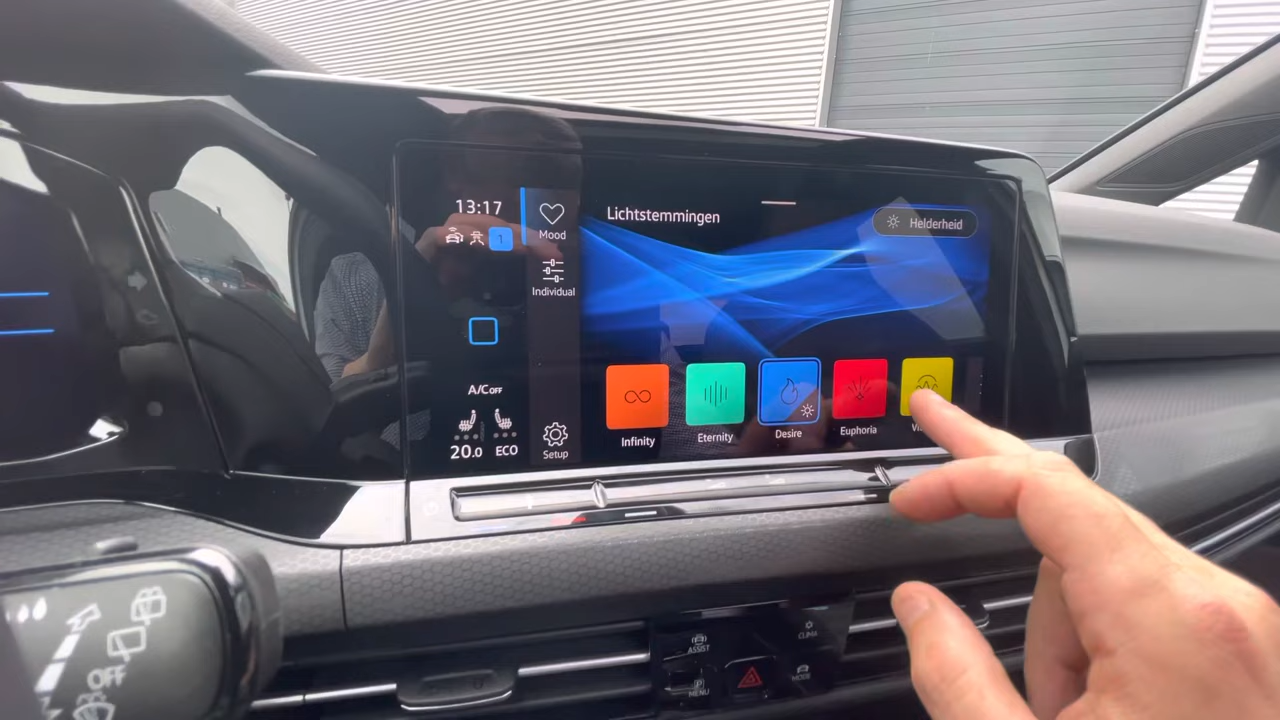 13:17
1
Mood
Individual
Lichtstemmingen
Helderheid
A/C OFF
20.0
ECO
Setup
Infinity
Eternity
Desire
Euphoria
ASSIST
CLIMA
MENU
MODE
OFF